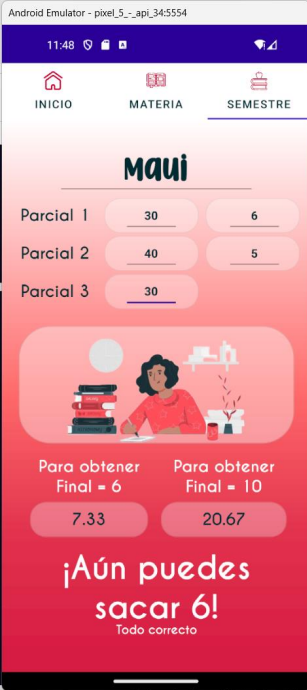 Android Emulator - pixel_5_-_api_34:5554
11:48
INICIO MATERIA SEMESTRE
Maui
Parcial 1 30 6
Parcial 2 40 5
Parcial 3 30
Para obtener Para obtener
Final = 6 Final = 10
7.33 20.67
¡Aún puedes
sacar 6!
Todo correcto